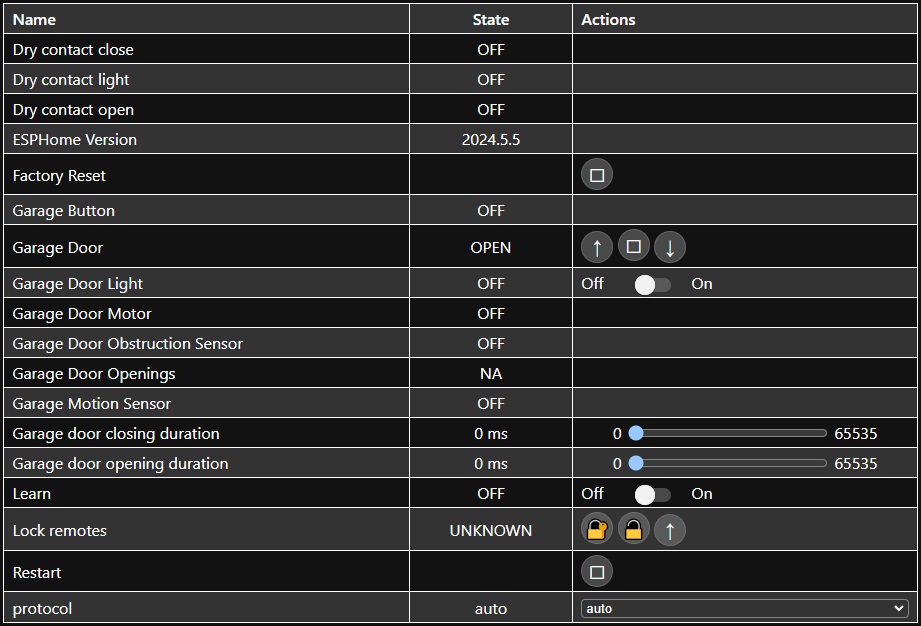 Name State Actions
Dry contact close OFF
Dry contact light OFF
Dry contact open OFF
ESPHome Version 2024.5.5
Factory Reset
Garage Button OFF
Garage Door OPEN ↑ ↓
Garage Door Light OFF Off On
Garage Door Motor OFF
Garage Door Obstruction Sensor OFF
Garage Door Openings NA
Garage Motion Sensor OFF
Garage door closing duration 0 ms 0 65535
Garage door opening duration 0 ms 0 65535
Learn OFF Off On
Lock remotes UNKNOWN ↑
Restart
protocol auto auto